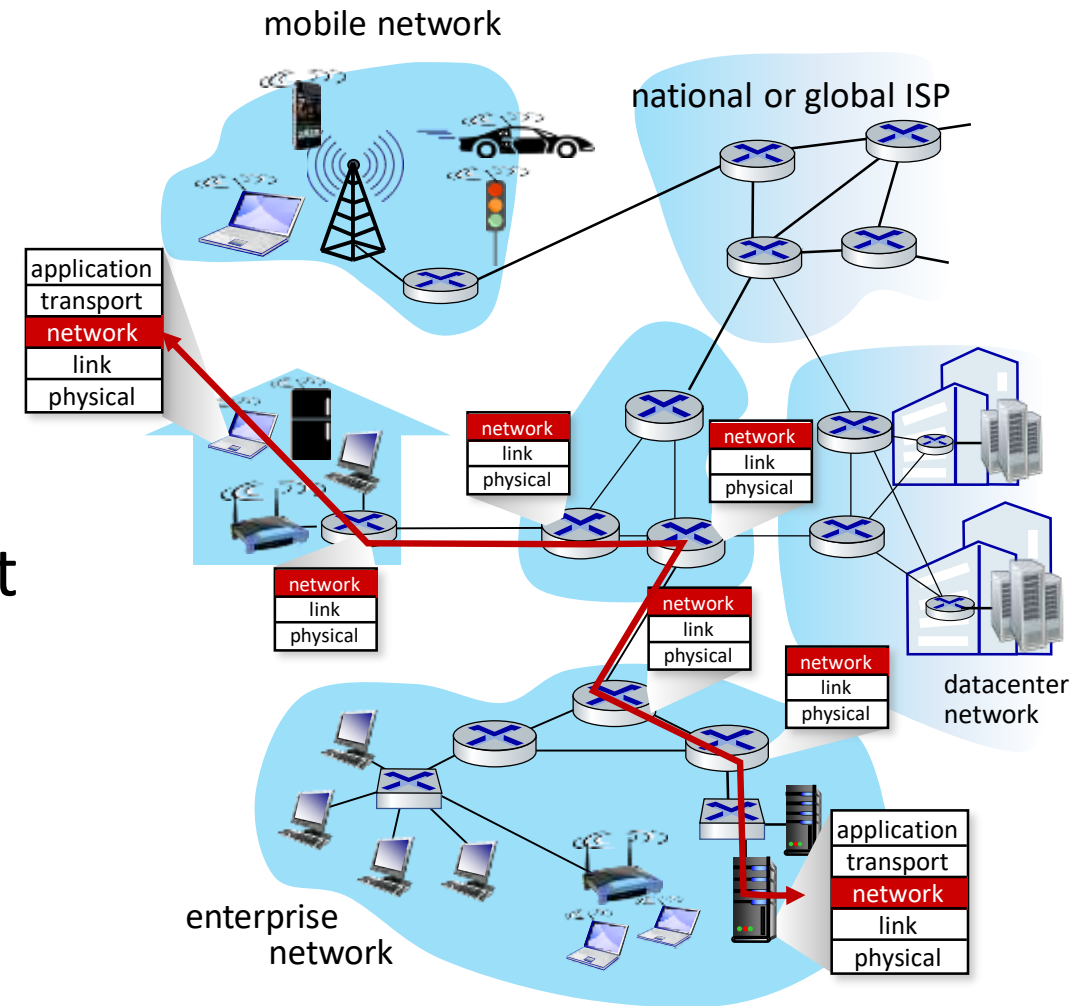 mobile network
national or global ISP
application
transport
network
link
physical
network
link
physical
network
link
physical
t
network
link
physical
network
link
physical
network
link
physical
datacenter
network
application
transport
network
link
physical
enterprise
network